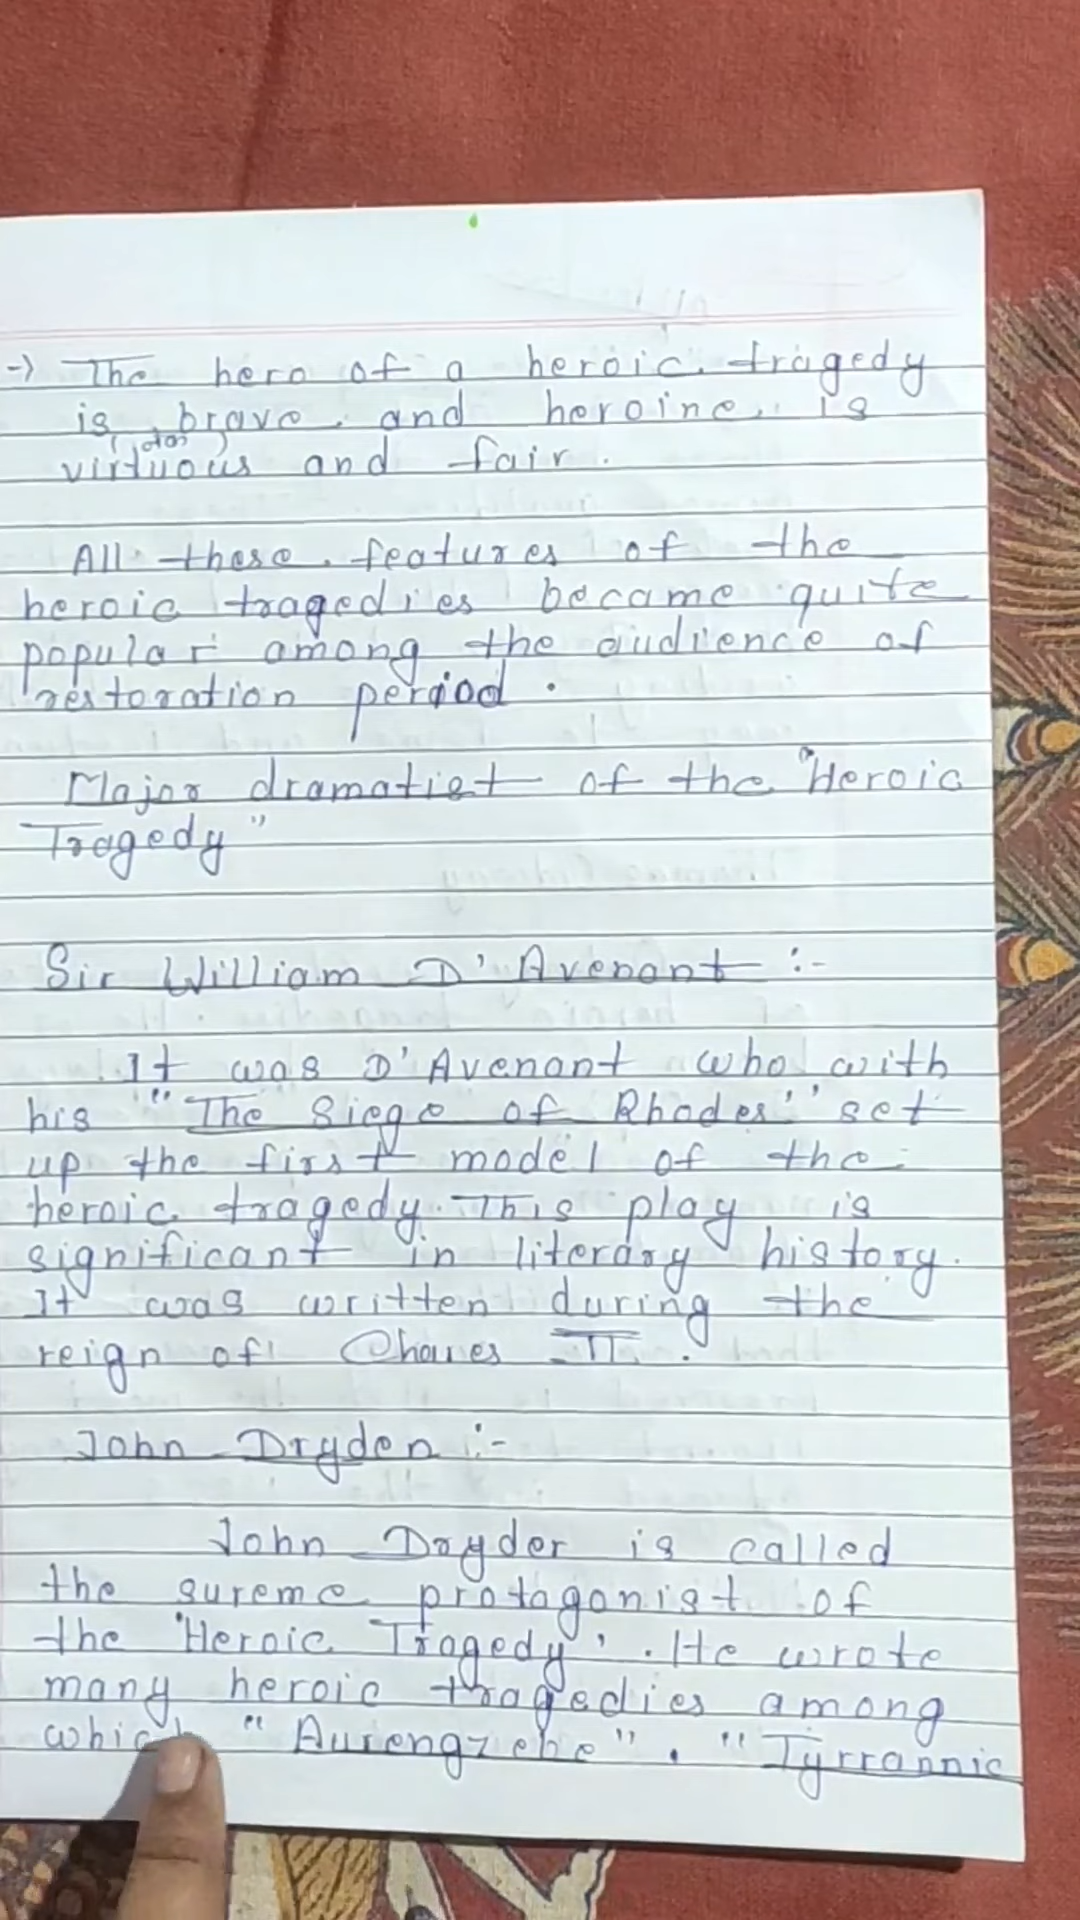 -> The hero of a heroic tragedy
is brave and heroine is
virtuous and fair.
All these features of the
heroic tragedies became quite
popular among the audience of
restoration period.
Major dramatist of the "Heroic
Tragedy"
Sir William D'Avenant :-
It was D'Avenant who with
his "The Siege of Rhodes" set
up the first model of the
heroic tragedy. This play is
significant in literary history.
It was written during the
reign of Charles II.
John Dryden :-
John Dryder is called
the sureme protagonist of
the 'Heroic Tragedy'. He wrote
many heroic tragedies among
which "Aurengzebe". "Tyrrannic